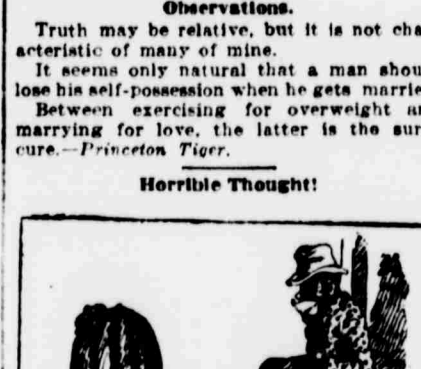 Observations.
Truth may be relative, but it is not cha
acteristic of many of mine.
It seems only natural that a man shou
lose his self-possession when he gets marrie
Between exercising for overweight a
marrying for love, the latter is the sur
cure.—Princeton Tiger.
Horrible Thought!